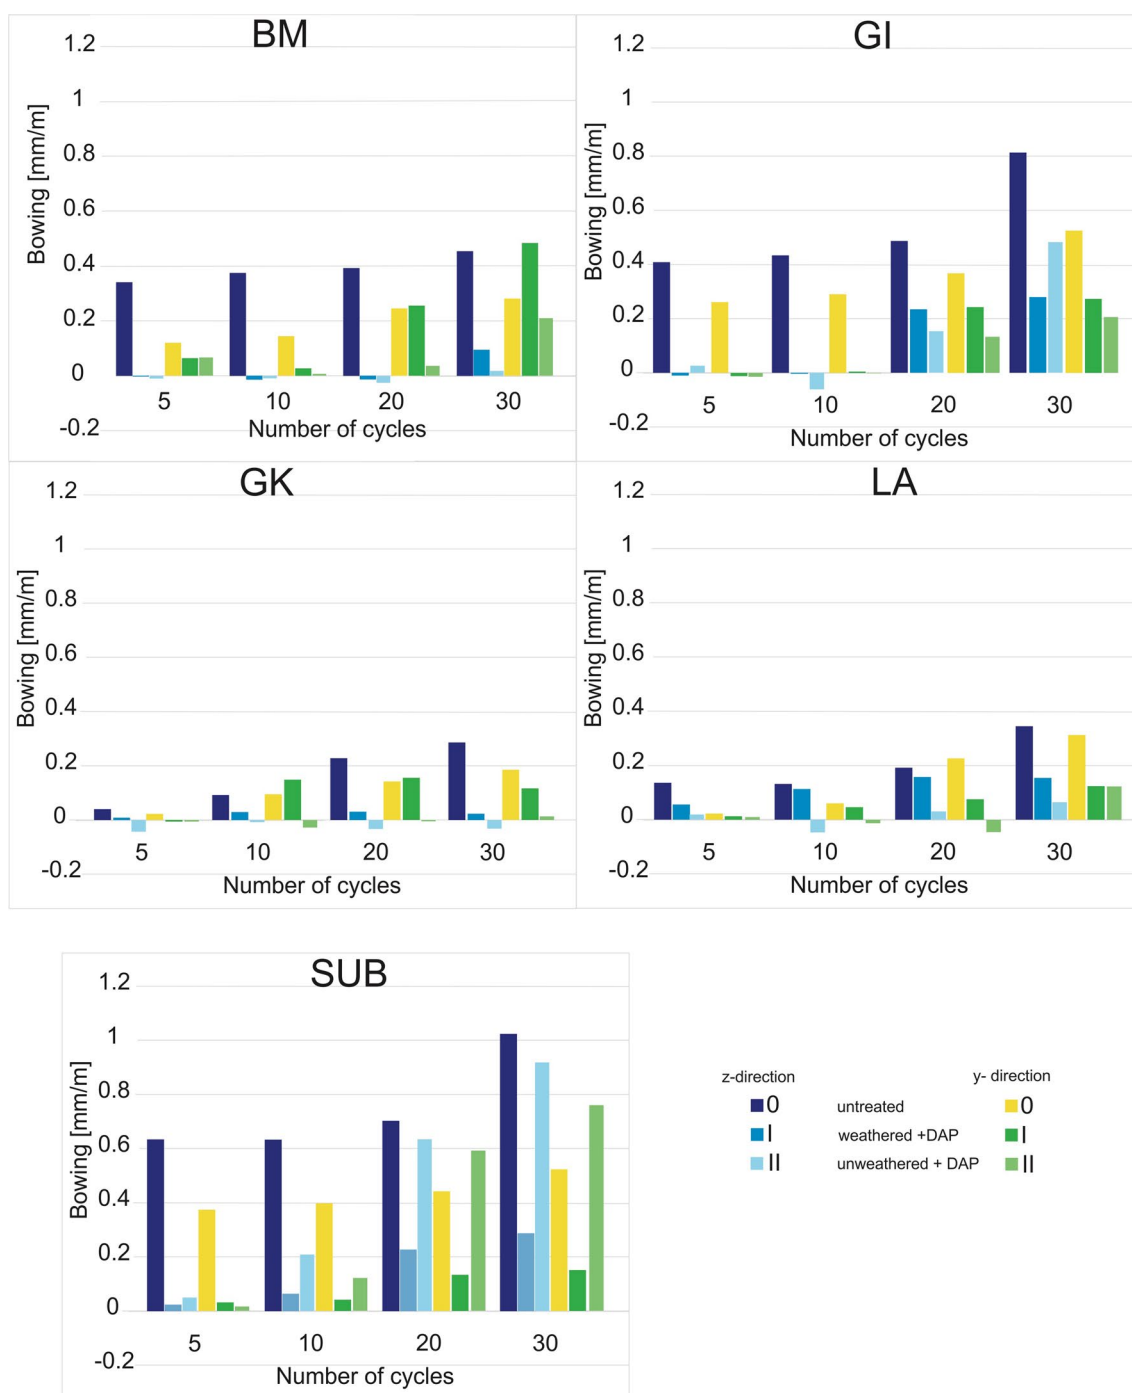 BM
1.2
1
0.8
0.6
0.4
0.2
0
-0.2
Bowing [mm/m]
5 10 20 30
Number of cycles
GI
1.2
1
0.8
0.6
0.4
0.2
0
-0.2
Bowing [mm/m]
5 10 20 30
Number of cycles
GK
1.2
1
0.8
0.6
0.4
0.2
0
-0.2
Bowing [mm/m]
5 10 20 30
Number of cycles
LA
1.2
1
0.8
0.6
0.4
0.2
0
-0.2
Bowing [mm/m]
5 10 20 30
Number of cycles
SUB
1.2
1
0.8
0.6
0.4
0.2
0
-0.2
Bowing [mm/m]
5 10 20 30
Number of cycles
z-direction y- direction
0 untreated 0
I weathered +DAP I
II unweathered + DAP II